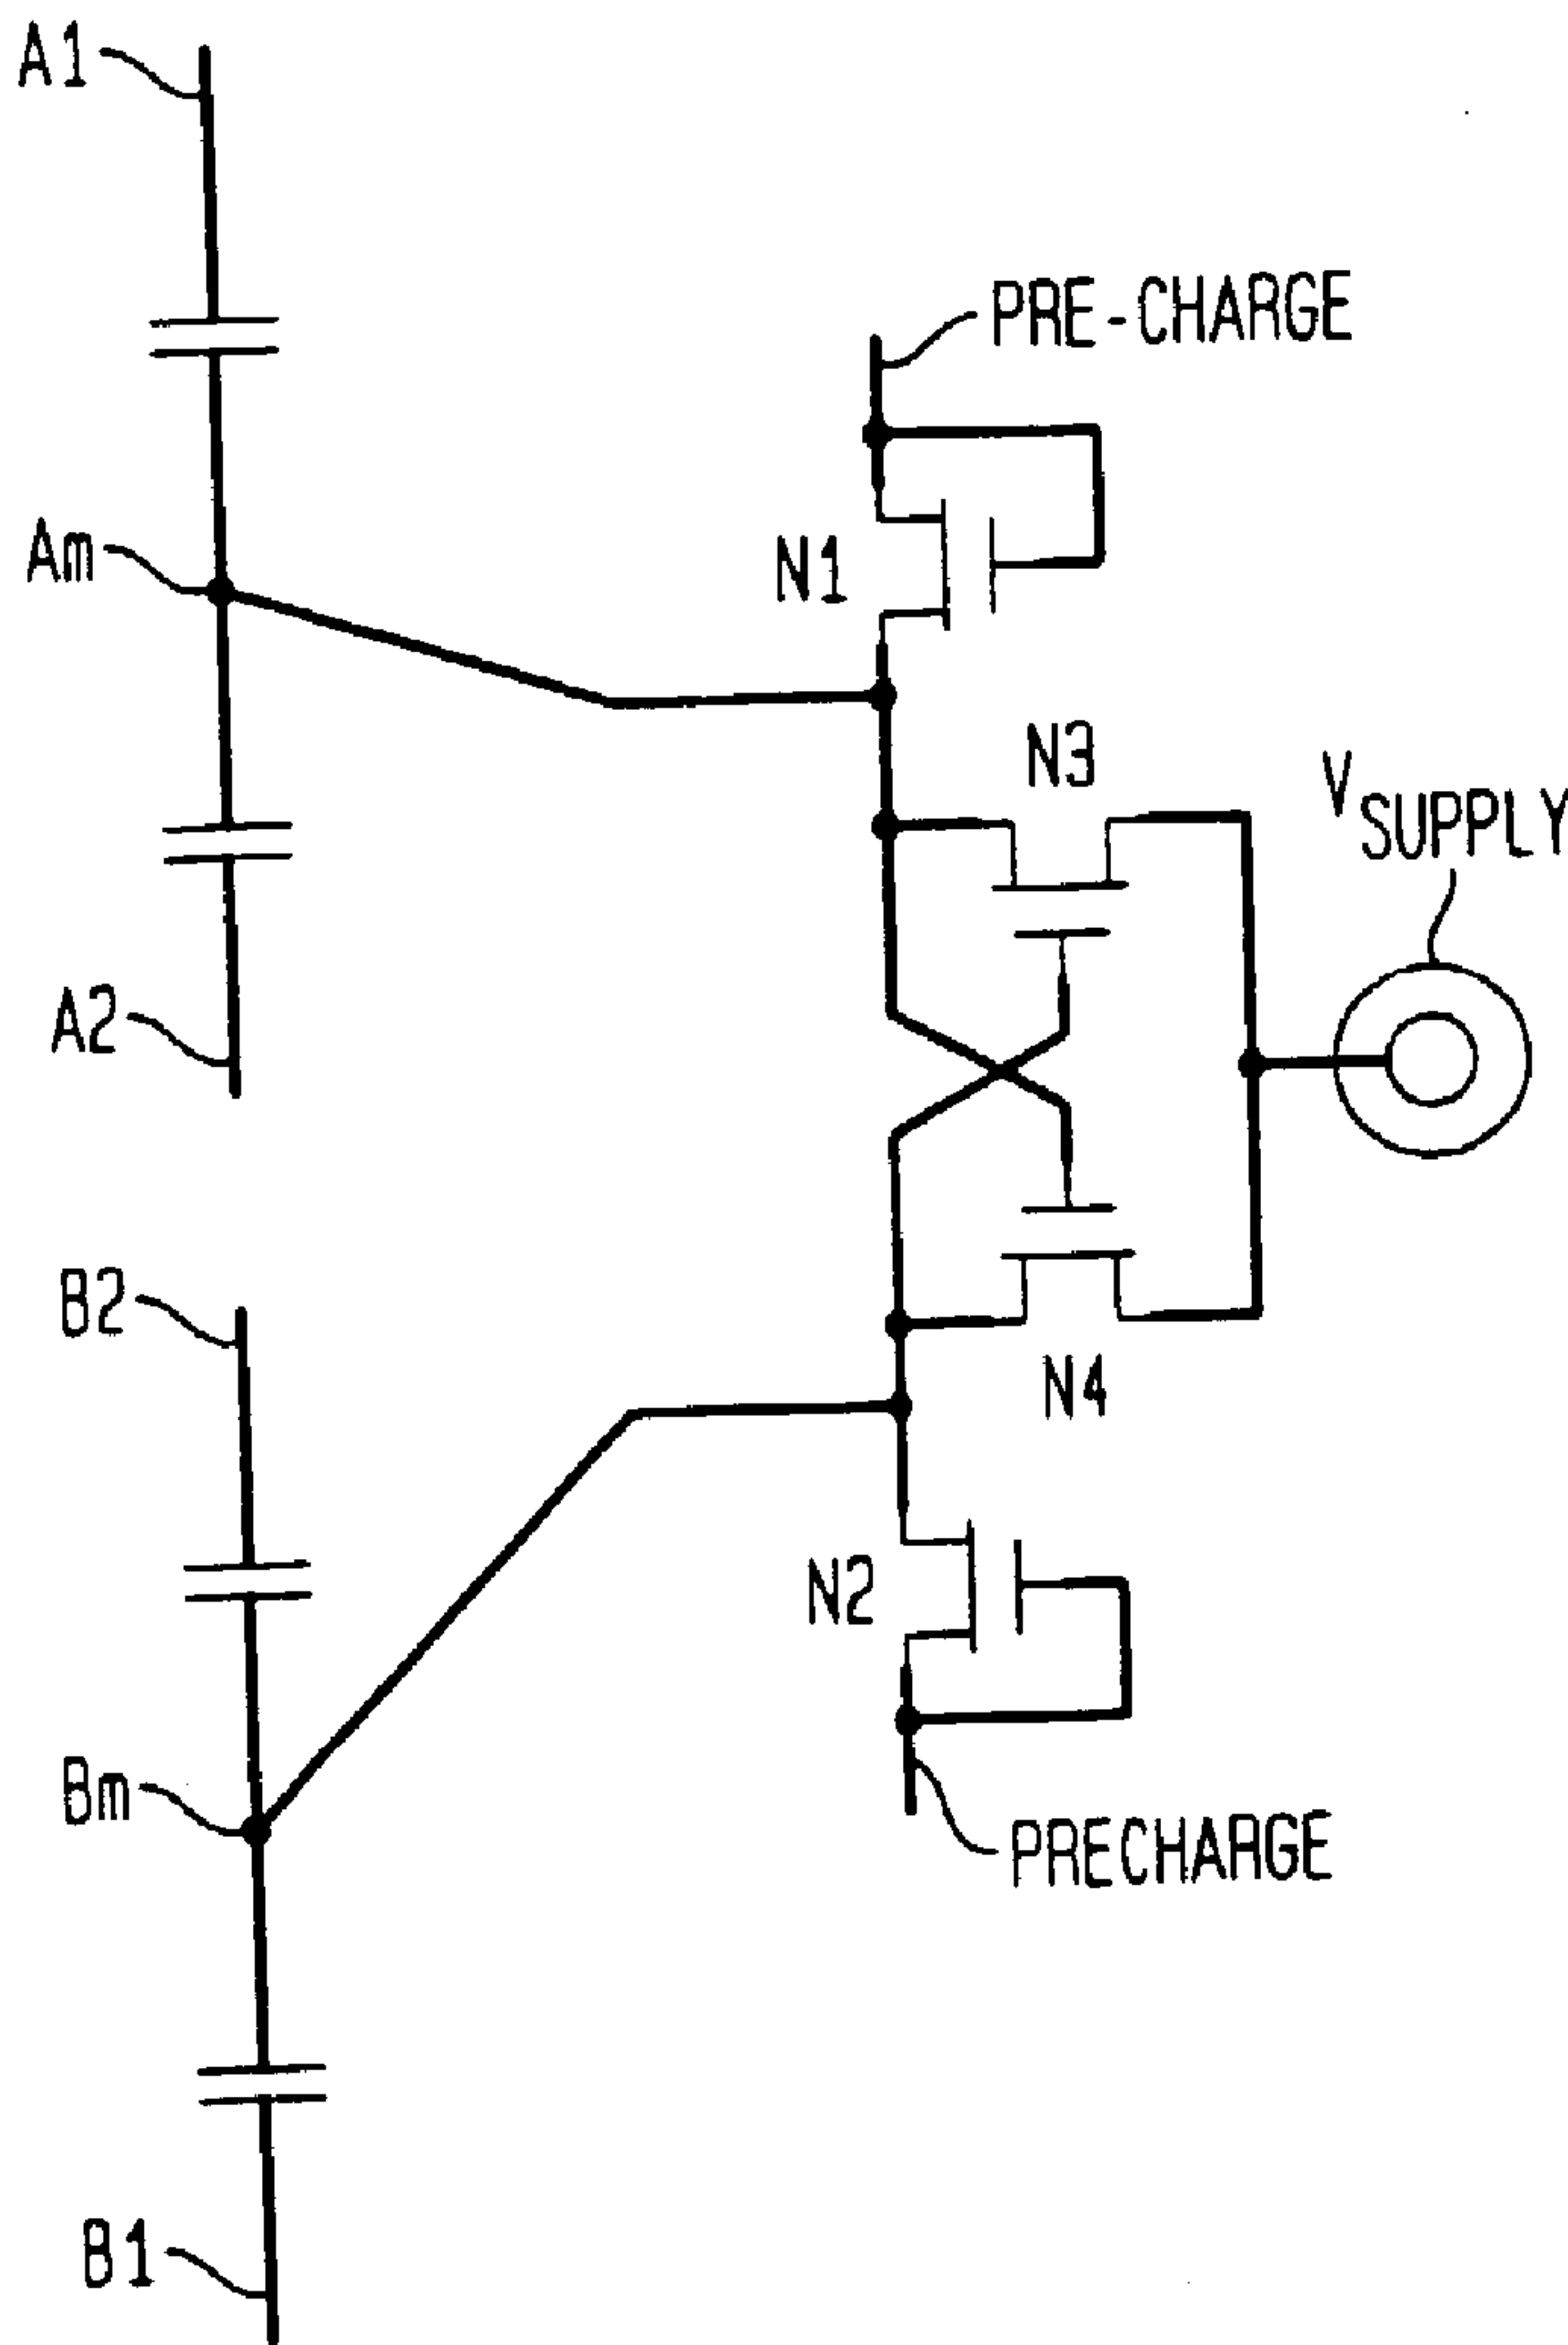 A1
PRE-CHARGE
Am
N1
N3
VSUPPLY
A2
B2
N4
N2
Bm
PRECHARGE
B1